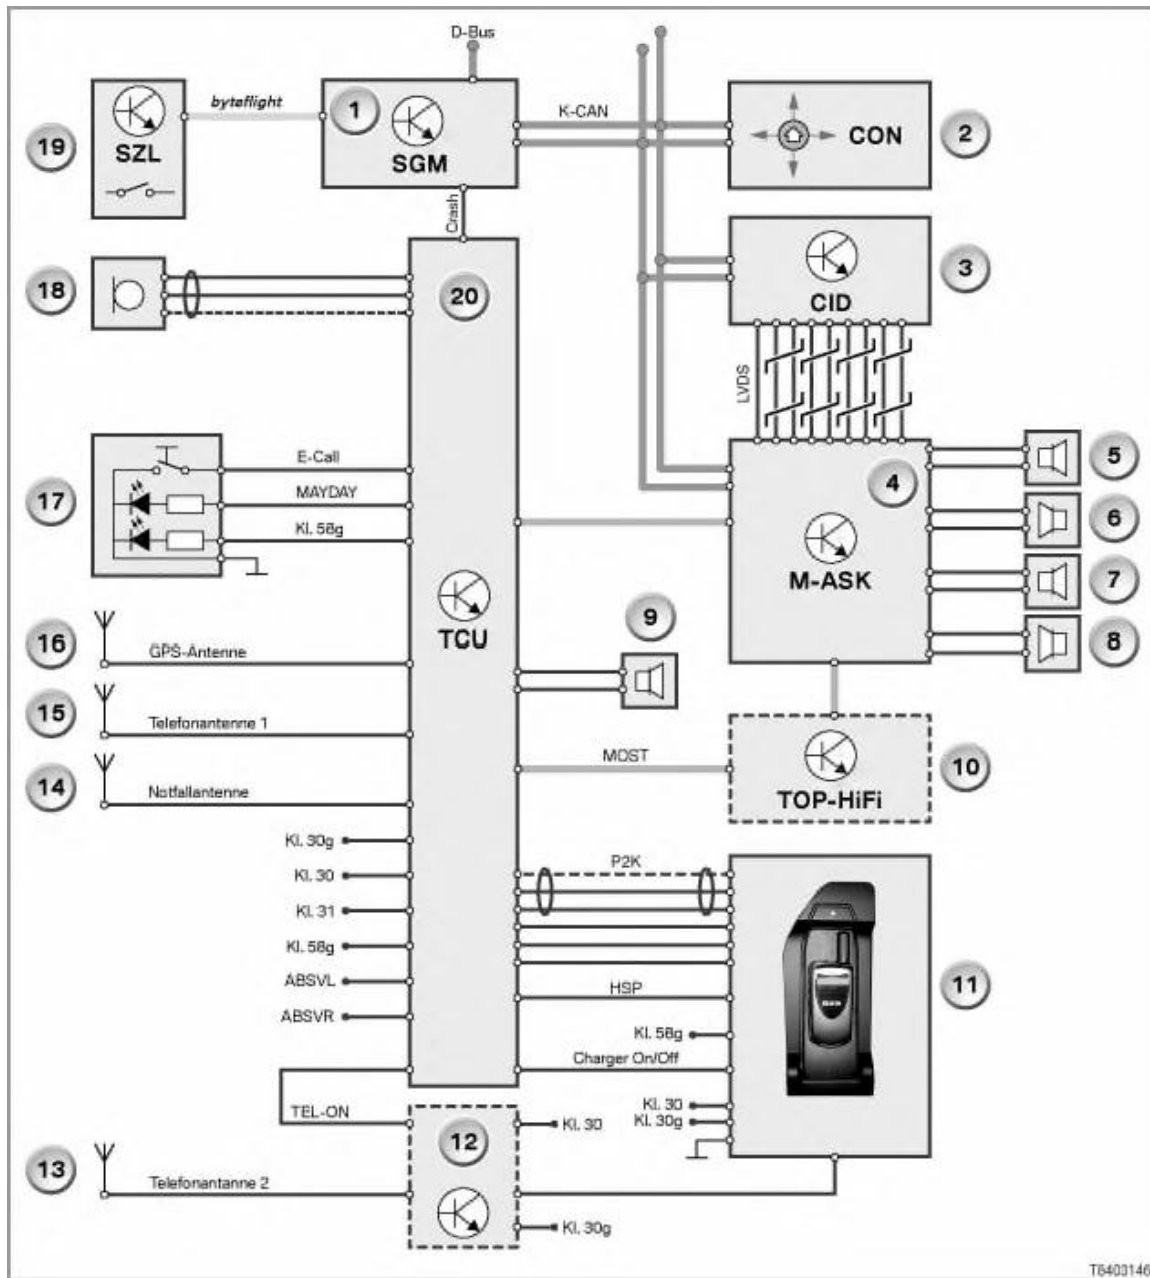 D-Bus
byteflight
1
K-CAN
2
19
SZL
SGM
CON
Crash
18
20
3
CID
LVDS
17
E-Call
MAYDAY
Kl. 58g
4
5
6
7
8
M-ASK
TCU
9
16
GPS-Antenne
15
Telefonantenne 1
14
Notfallantenne
MOST
10
TOP-HiFi
Kl. 30g
Kl. 30
Kl. 31
Kl. 58g
ABSVL
ABSVR
P2K
HSP
11
Kl. 58g
Charger On/Off
TEL-ON
Kl. 30
Kl. 30g
12
Kl. 30
13
Telefonantanne 2
Kl. 30g
T6403146